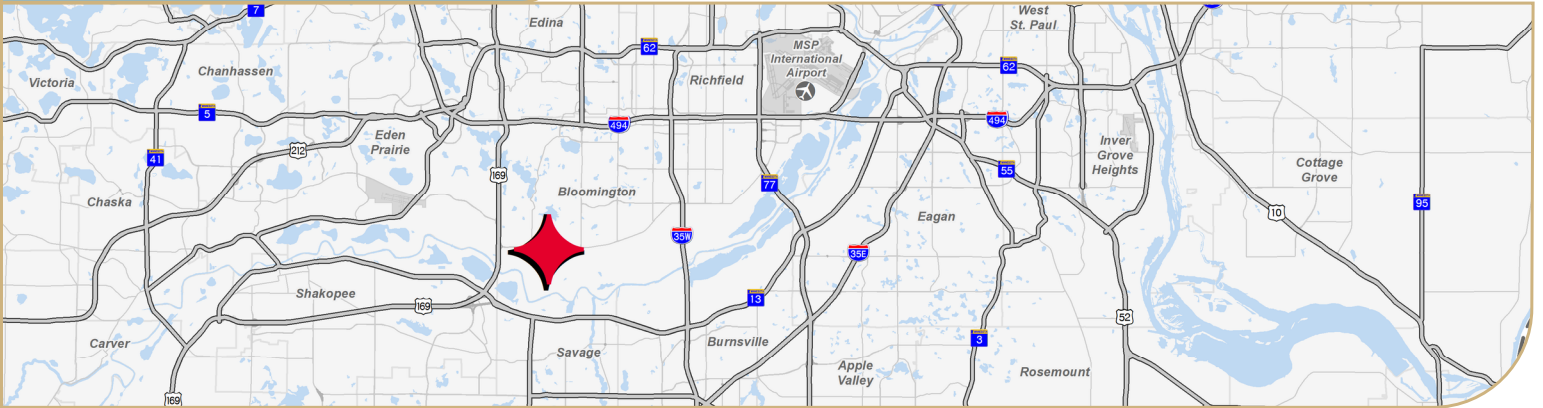 7
Edina
West
St. Paul
62
MSP
International
Airport
62
Victoria
Chanhassen
Richfield
5
494
494
Eden
Prairie
212
41
Inver
Grove
Heights
169
55
Cottage
Grove
77
Bloomington
Chaska
95
Eagan
10
35W
35E
Shakopee
169
13
52
Carver
Savage
Burnsville
3
Apple
Valley
Rosemount
169